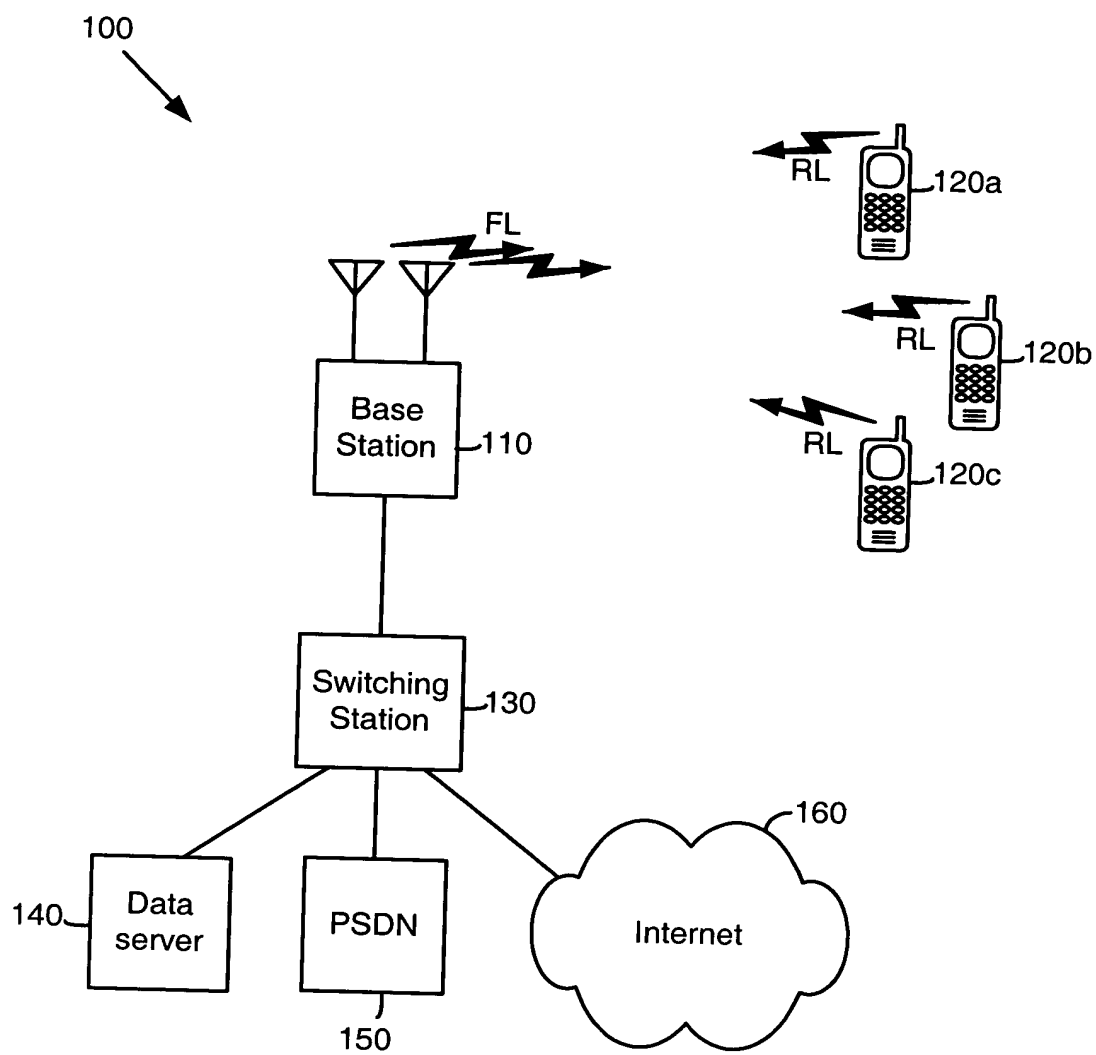 100
RL
120a
FL
RL
120b
Base
Station
110
RL
120c
Switching
Station
130
160
Data
server
140
PSDN
Internet
150